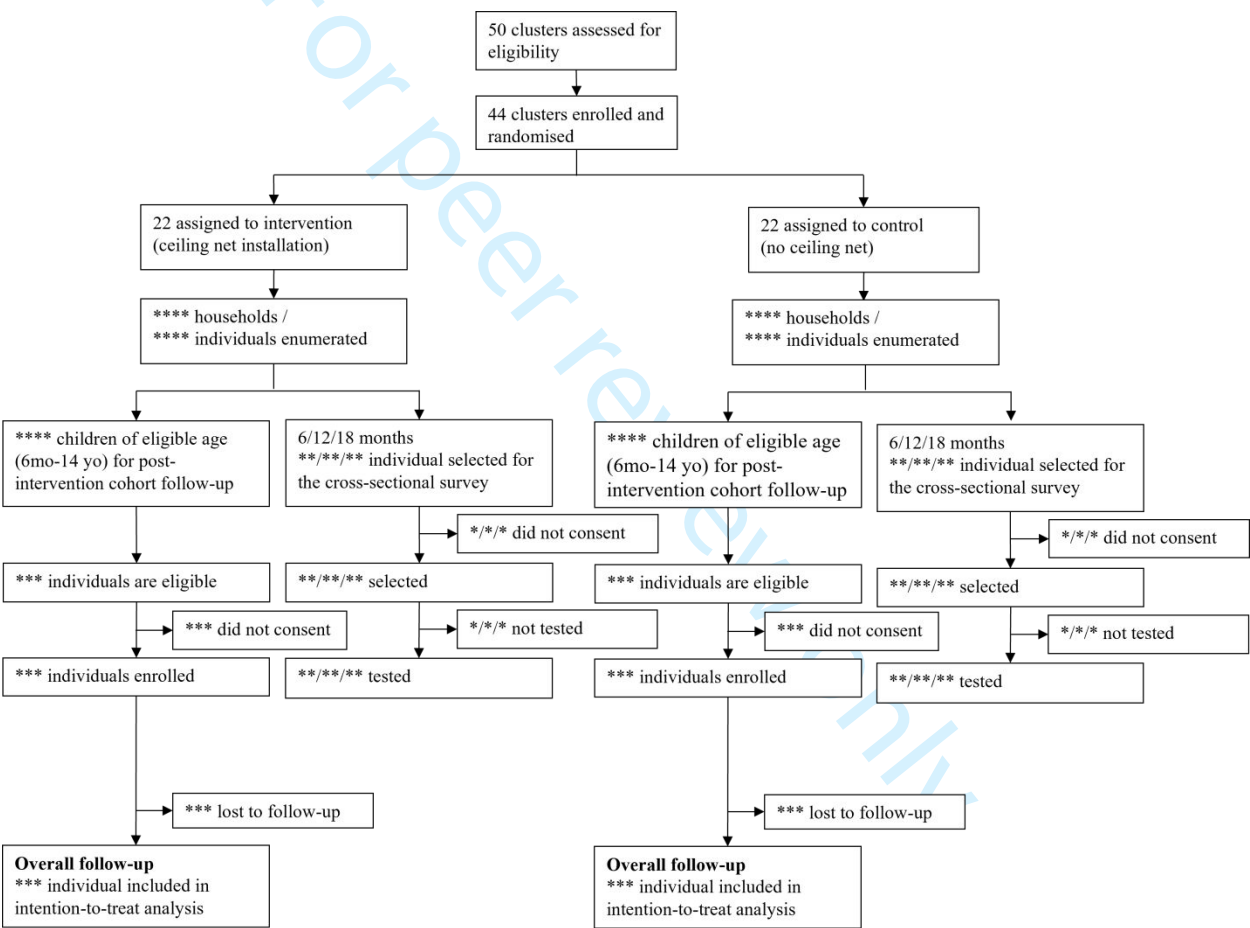 50 clusters assessed for
eligibility
44 clusters enrolled and
randomised
22 assigned to intervention
(ceiling net installation)
22 assigned to control
(no ceiling net)
**** households /
**** individuals enumerated
**** households /
**** individuals enumerated
**** children of eligible age
(6mo-14 yo) for post-
intervention cohort follow-up
6/12/18 months
**/**/** individual selected for
the cross-sectional survey
**** children of eligible age
(6mo-14 yo) for post-
intervention cohort follow-up
6/12/18 months
**/**/** individual selected for
the cross-sectional survey
*/*/* did not consent
*/*/* did not consent
*** individuals are eligible
**/**/** selected
*** individuals are eligible
**/**/** selected
*** did not consent
*/*/* not tested
*** did not consent
*/*/* not tested
*** individuals enrolled
**/**/** tested
*** individuals enrolled
**/**/** tested
*** lost to follow-up
*** lost to follow-up
Overall follow-up
*** individual included in
intention-to-treat analysis
Overall follow-up
*** individual included in
intention-to-treat analysis
or peer review only